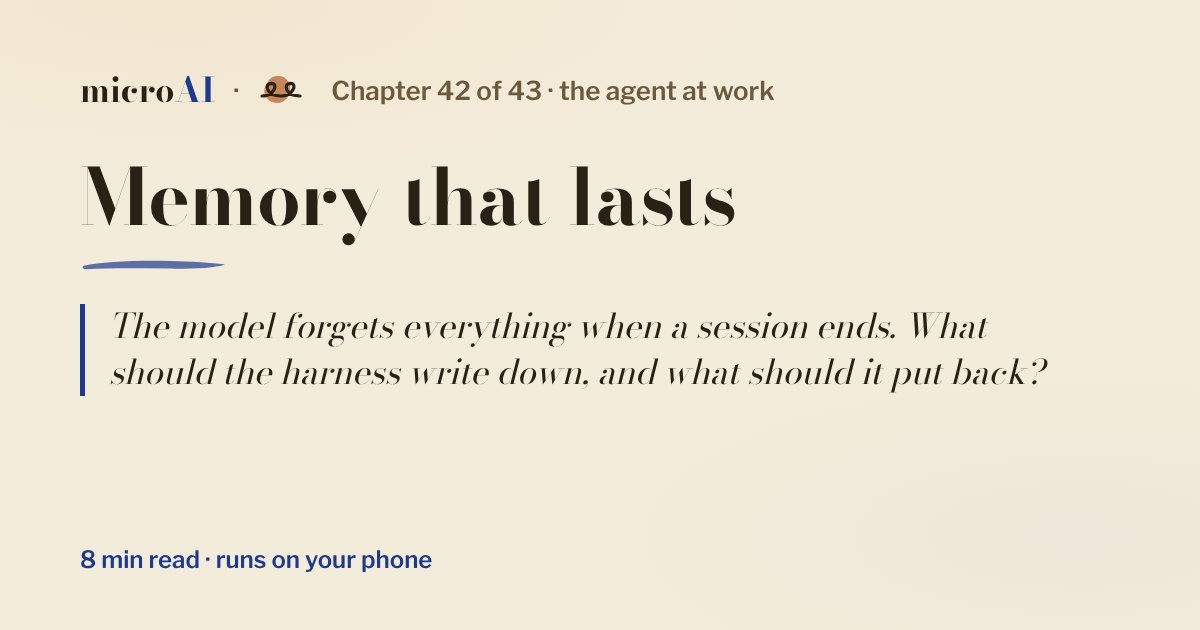 microAI · Chapter 42 of 43 · the agent at work
Memory that lasts
The model forgets everything when a session ends. What
should the harness write down, and what should it put back?
8 min read · runs on your phone